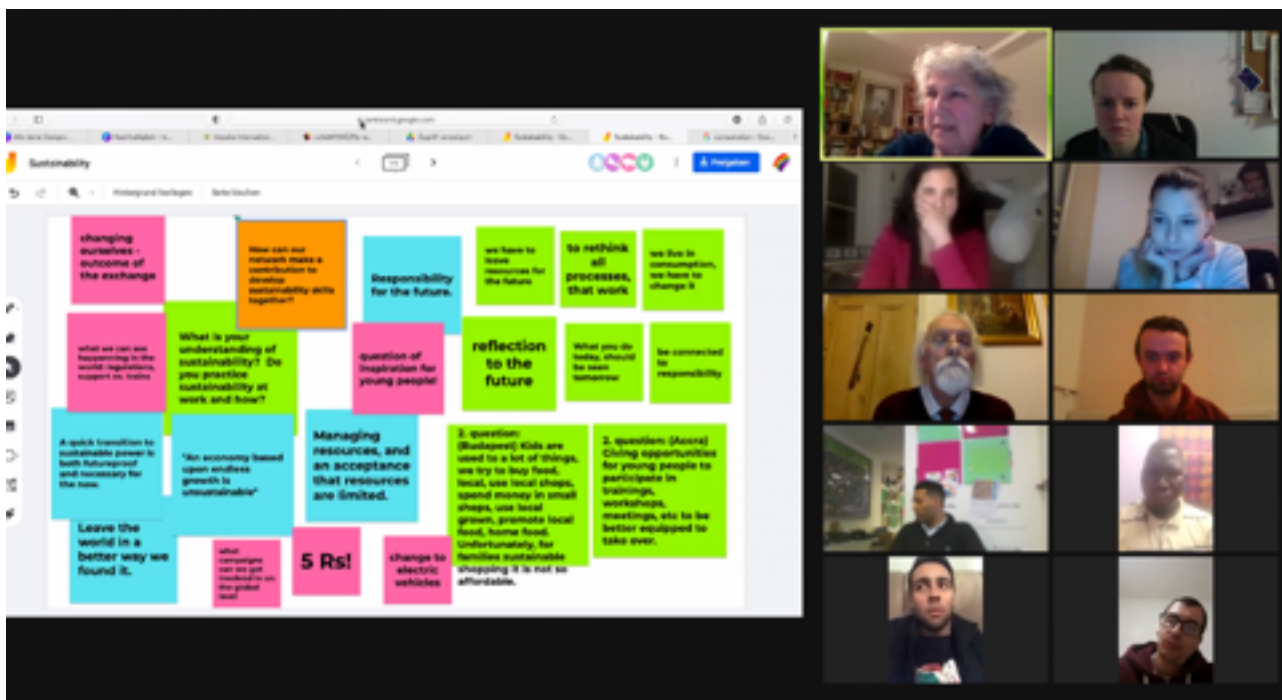 Sustainability
Freigeben
Hintergrund festlegen
Seite löschen
changing
ourselves -
outcome of
the exchange
How can our
network make a
contribution to
develop
sustainability skills
together?
Responsibility
for the future.
we have to
leave
resources for
the future
to rethink
all
processes,
that work
we live in
consumption,
we have to
change it
what we can see
happening in the
world: regulations,
support ex. trains
What is your
understanding of
sustainability? Do
you practice
sustainability at
work and how?
question of
inspiration for
young people!
reflection
to the
future
What you do
today, should
be seen
tomorrow
be connected
to
responsibility
A quick transition to
sustainable power is
both futureproof
and necessary for
the now.
"An economy based
upon endless
growth is
unsustainable"
Managing
resources, and
an acceptance
that resources
are limited.
2. question:
(Budapest) Kids are
used to a lot of things,
we try to buy food,
local, use local shops,
spend money in small
shops, use local
grown, promote local
food, home food.
Unfortunately, for
families sustainable
shopping it is not so
affordable.
2. question: (Accra)
Giving opportunities
for young people to
participate in
trainings,
workshops,
meetings, etc to be
better equipped to
take over.
Leave the
world in a
better way we
found it.
what
campaigns
can we get
involved in on
the global
level
5 Rs!
change to
electric
vehicles